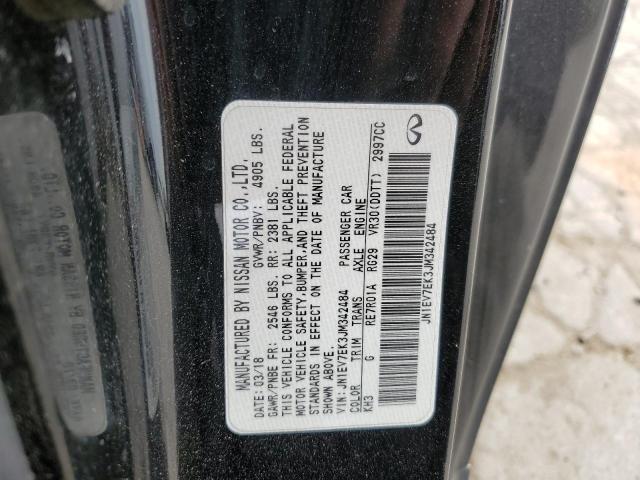 MANUFACTURED BY NISSAN MOTOR CO.,LTD.
DATE: 03/18 GVWR/PNBV: 4905 LBS.
GAWR/PNBE FR: 2546 LBS. RR: 2381 LBS.
THIS VEHICLE CONFORMS TO ALL APPLICABLE FEDERAL
MOTOR VEHICLE SAFETY,BUMPER,AND THEFT PREVENTION
STANDARDS IN EFFECT ON THE DATE OF MANUFACTURE
SHOWN ABOVE.
VIN: JN1EV7EK3JM342484 PASSENGER CAR
COLOR TRIM TRANS AXLE ENGINE
KH3 G RE7R01A RG29 VR30(DDTT) 2997CC
JN1EV7EK3JM342484